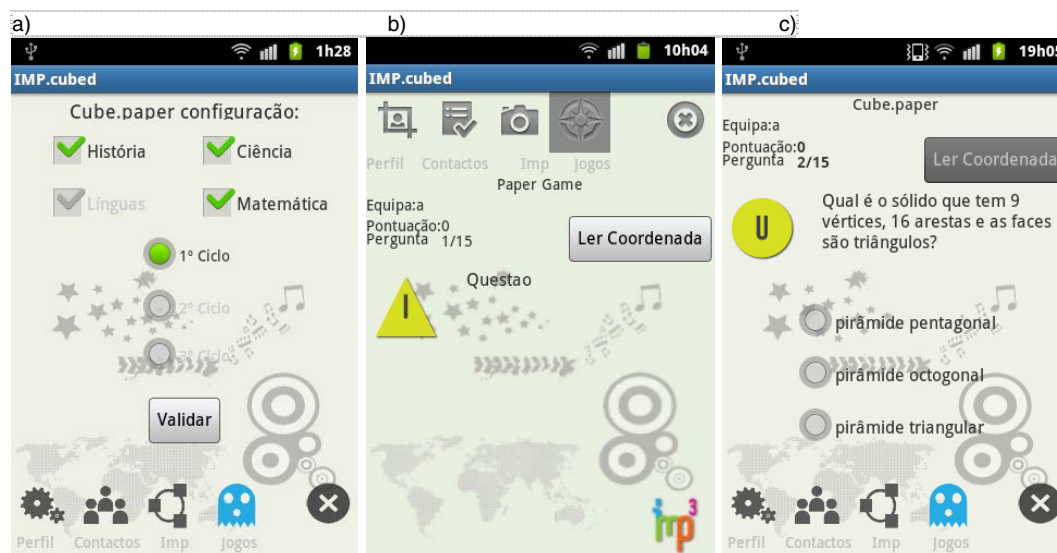 a)
b)
c)
1h28
IMP.cubed
Cube.paper configuração:
História
Ciência
Línguas
Matemática
1º Ciclo
2º Ciclo
3º Ciclo
Validar
Perfil Contactos Imp Jogos
10h04
IMP.cubed
Perfil Contactos Imp Jogos
Paper Game
Equipa:a
Pontuação:0
Pergunta 1/15
Ler Coordenada
Questao
I
imp3
19h05
IMP.cubed
Cube.paper
Equipa:a
Pontuação:0
Pergunta 2/15
Ler Coordenada
U
Qual é o sólido que tem 9
vértices, 16 arestas e as faces
são triângulos?
pirâmide pentagonal
pirâmide octogonal
pirâmide triangular
Perfil Contactos Imp Jogos